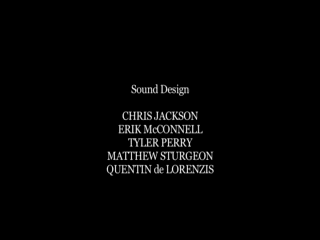 Sound Design
CHRIS JACKSON
ERIK McCONNELL
TYLER PERRY
MATTHEW STURGEON
QUENTIN de LORENZIS